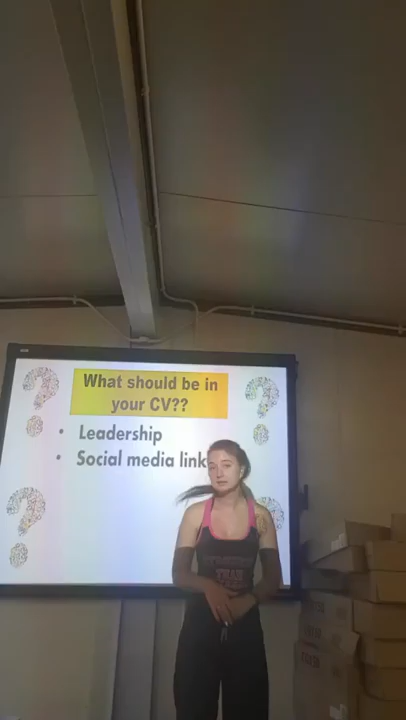 What should be in
your CV??
• Leadership
• Social media link